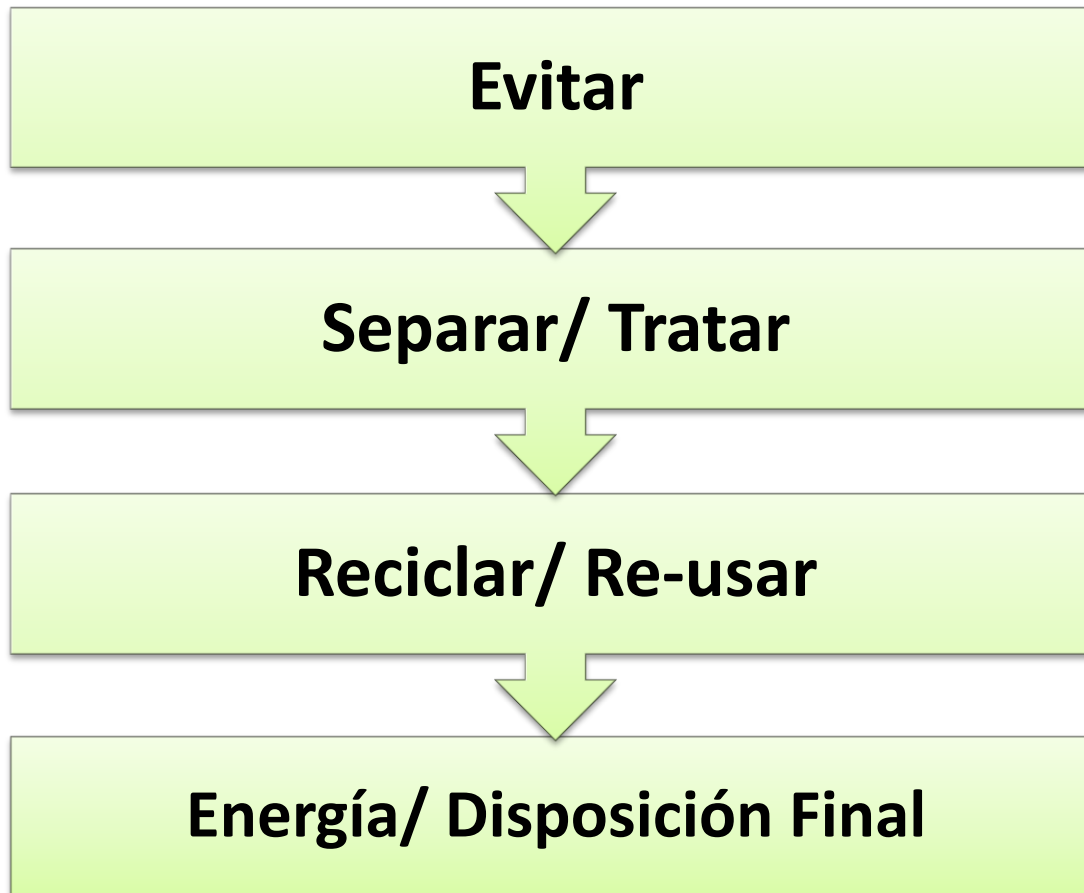 Evitar
Separar/ Tratar
Reciclar/ Re-usar
Energía/ Disposición Final